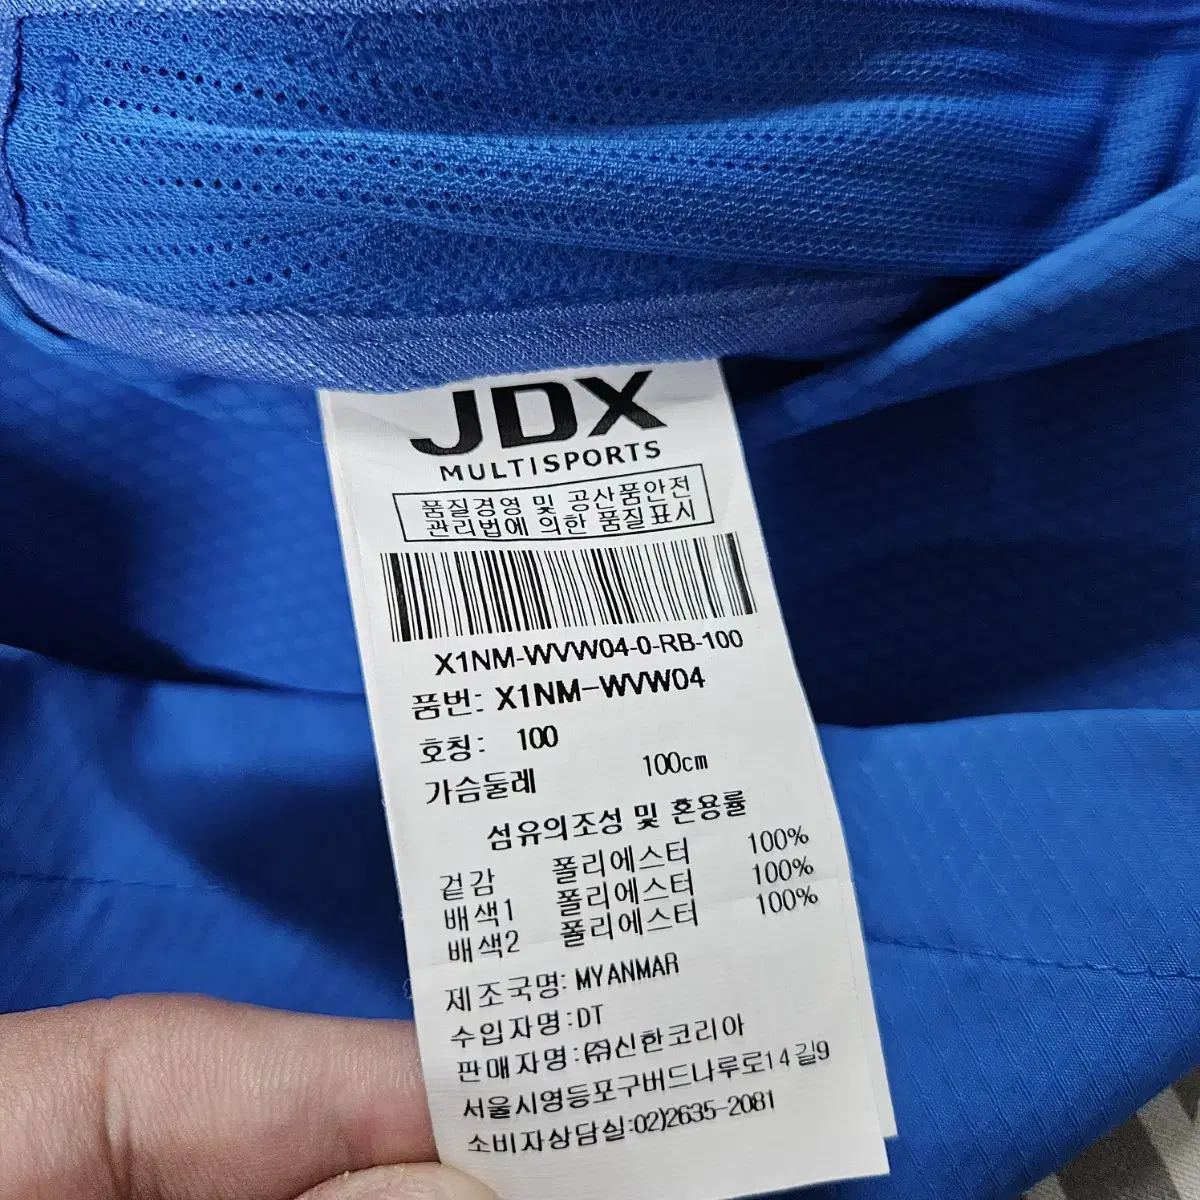 JDX
MULTISPORTS
품질경영 및 공산품안전
관리법에 의한 품질표시
X1NM-WVW04-0-RB-100
품번: X1NM-WVW04
호칭: 100
가슴둘레 100cm
섬유의조성 및 혼용률
겉감 폴리에스터 100%
배색1 폴리에스터 100%
배색2 폴리에스터 100%
제조국명: MYANMAR
수입자명:DT
판매자명:㈜신한코리아
서울시영등포구버드나루로14길9
소비자상담실:02)2635-2081